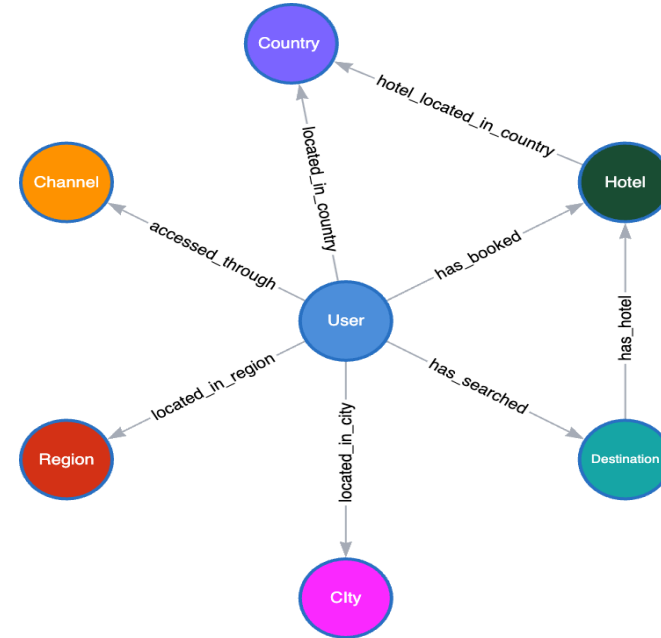 Country
hotel_located_in_country
located_in_country
Channel
Hotel
accessed_through
has_booked
User
has_hotel
located_in_region
has_searched
located_in_city
Region
Destination
CIty